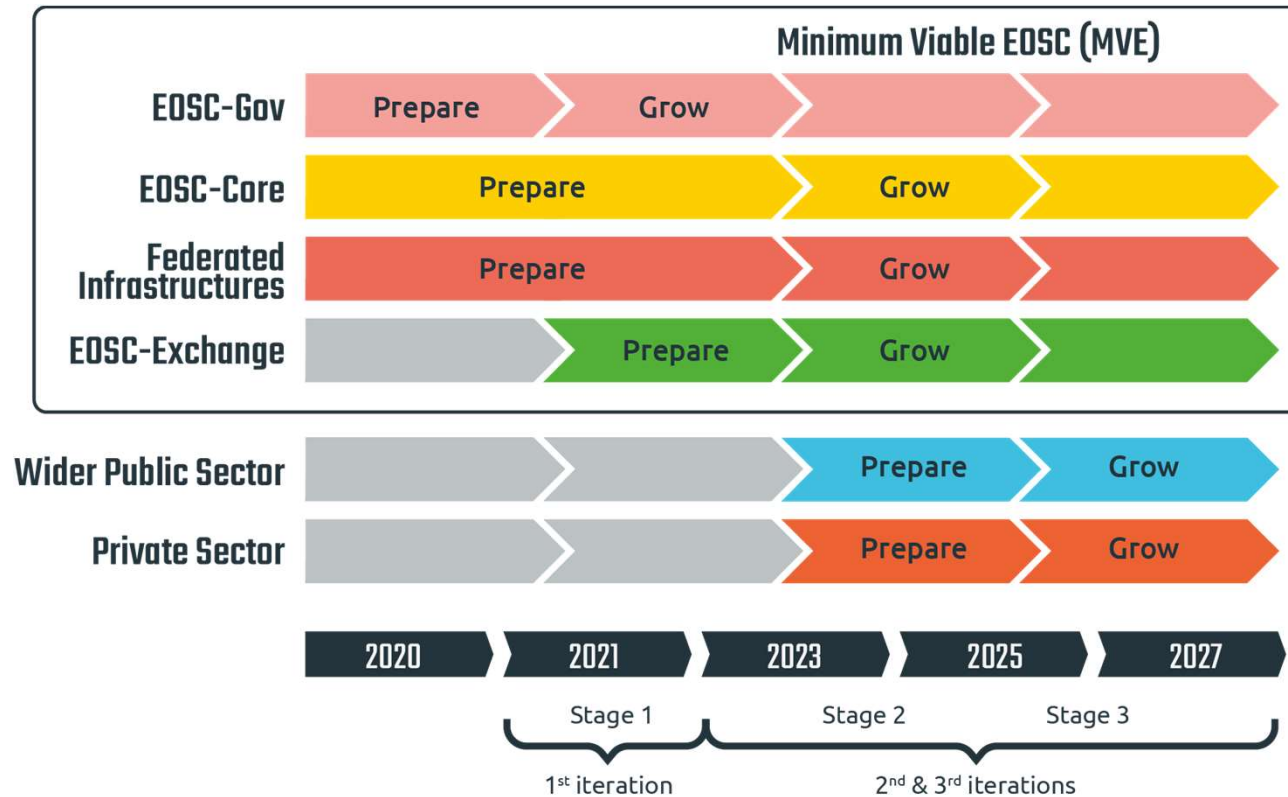 Minimum Viable EOSC (MVE)
EOSC-Gov
Prepare
Grow
EOSC-Core
Prepare
Grow
Federated
Infrastructures
Prepare
Grow
EOSC-Exchange
Prepare
Grow
Wider Public Sector
Prepare
Grow
Private Sector
Prepare
Grow
2020
2021
2023
2025
2027
Stage 1
Stage 2
Stage 3
1st iteration
2nd & 3rd iterations